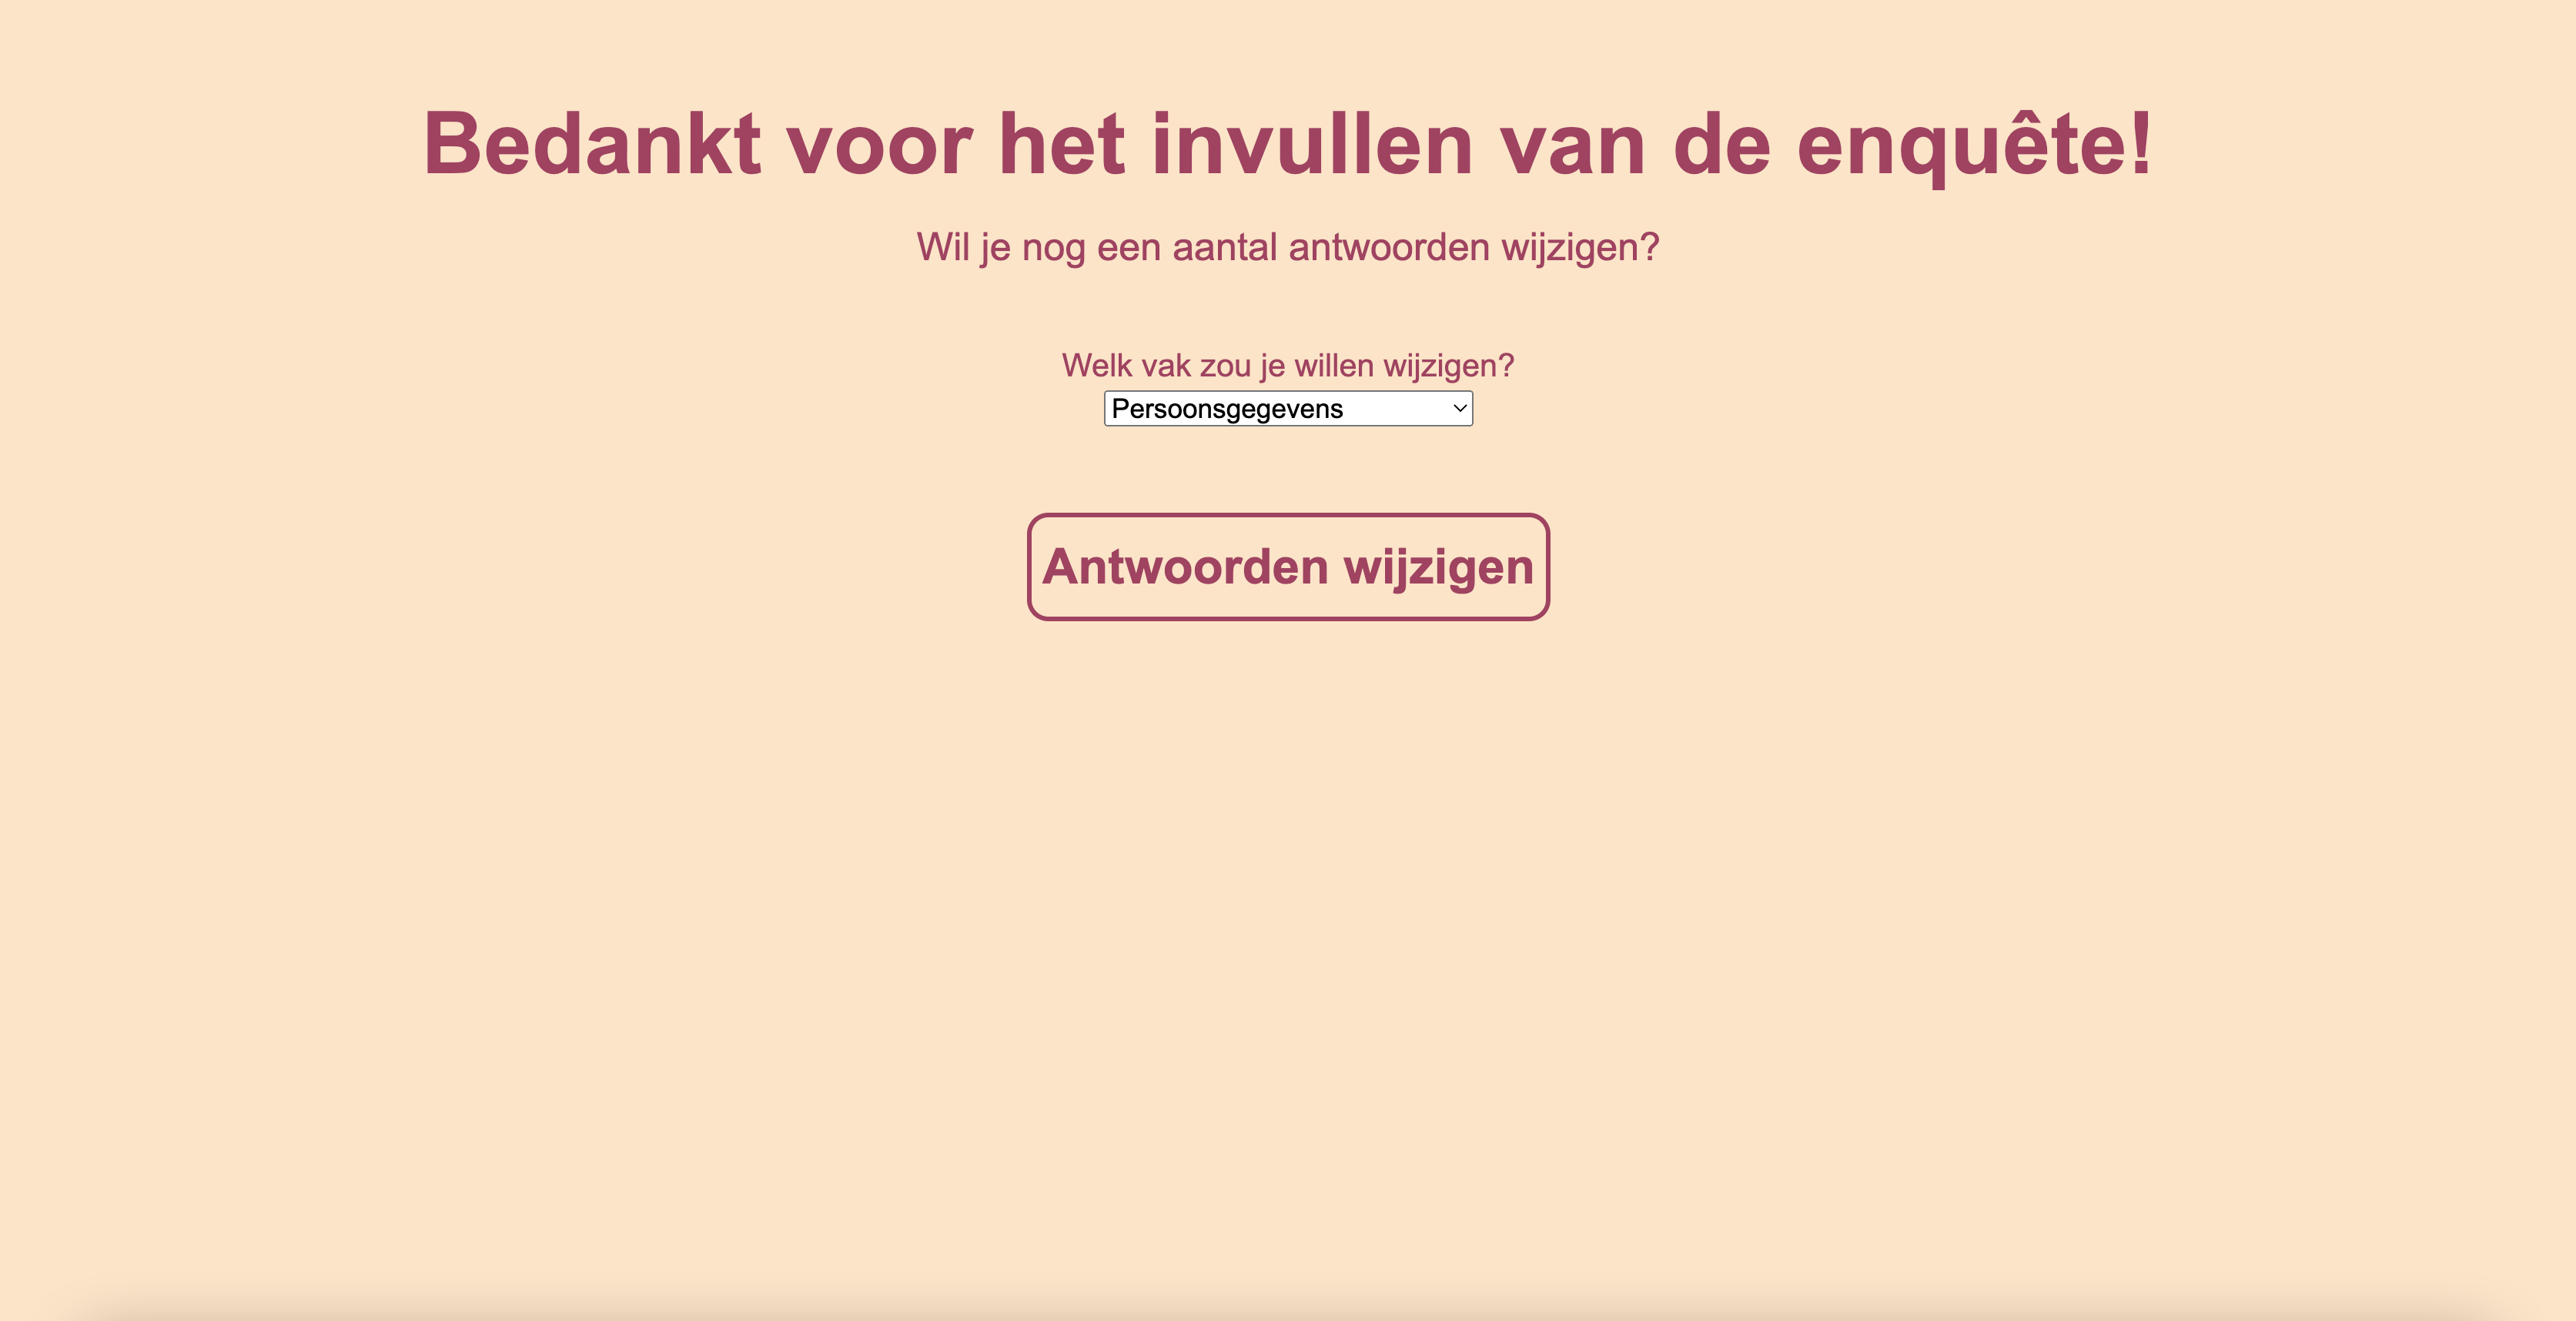 Bedankt voor het invullen van de enquête!
Wil je nog een aantal antwoorden wijzigen?
Welk vak zou je willen wijzigen?
Persoonsgegevens
Antwoorden wijzigen